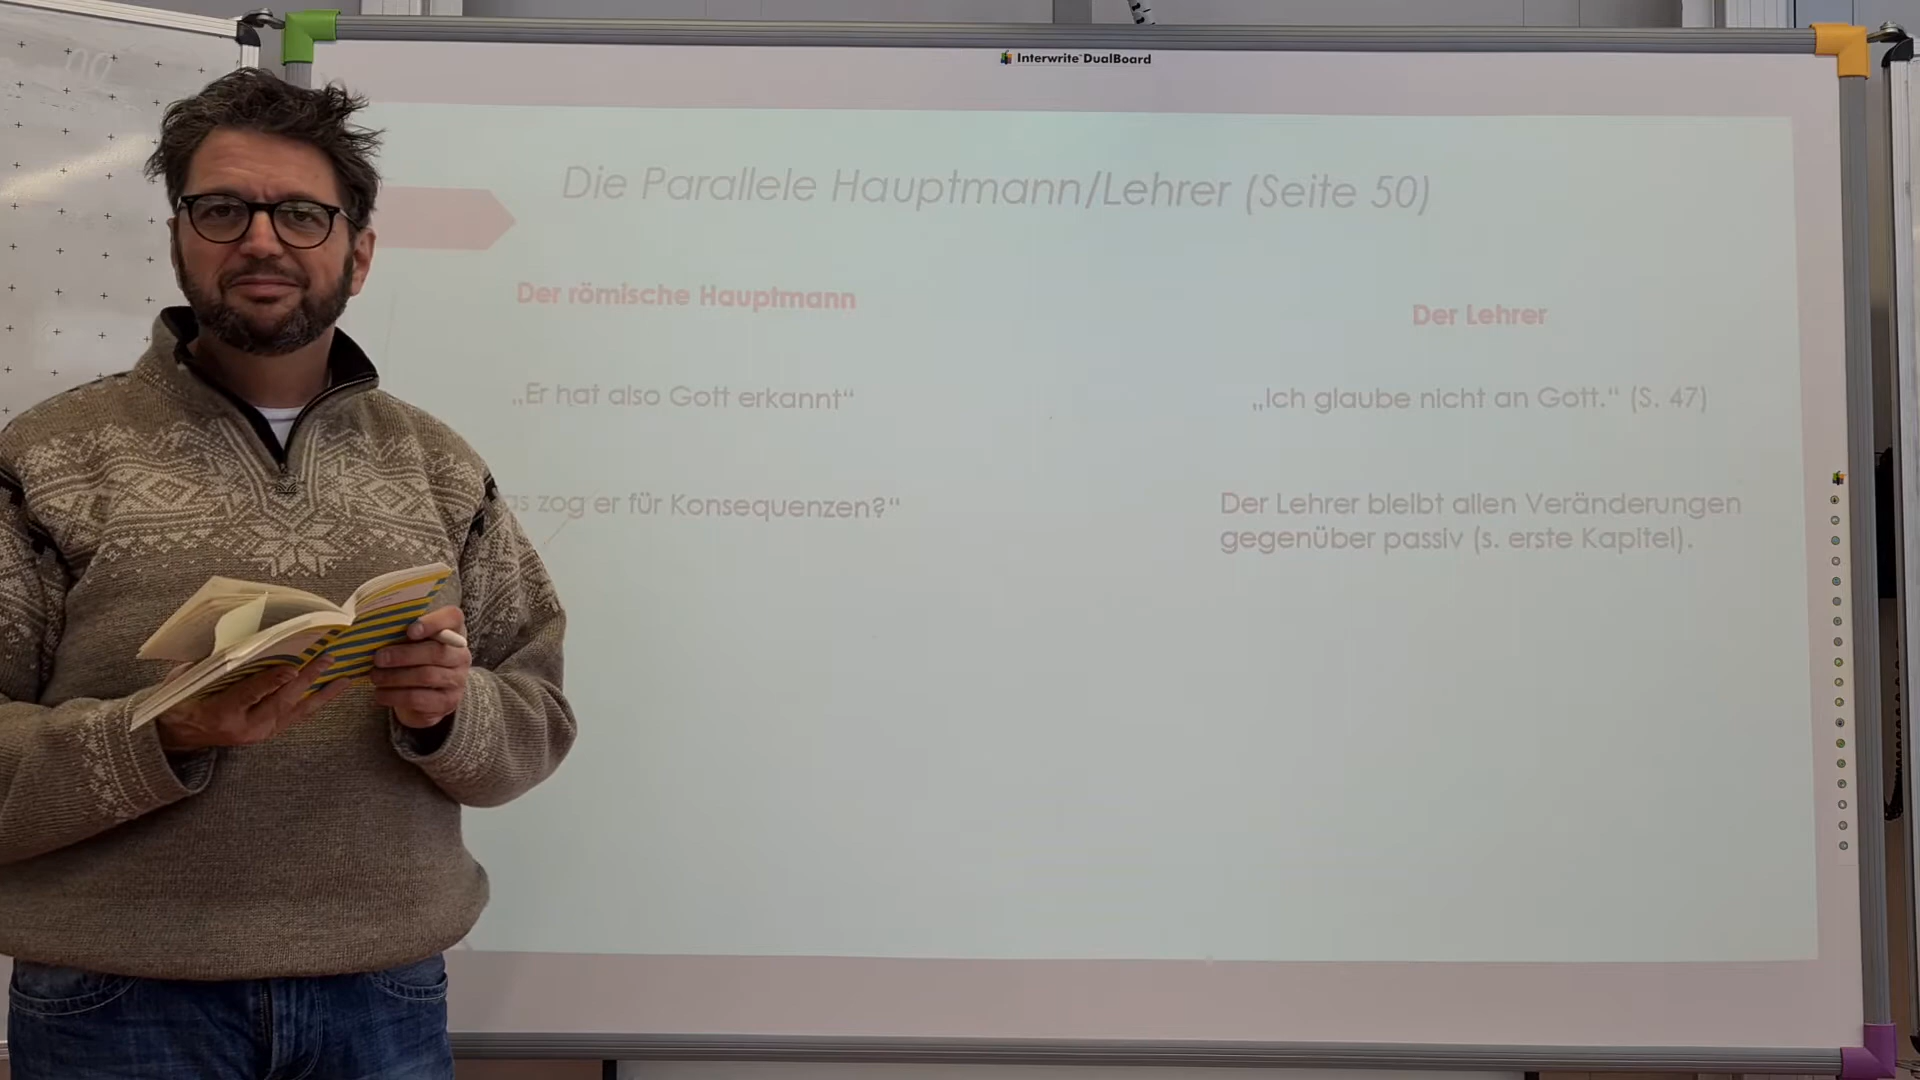 Interwrite DualBoard
Die Parallele Hauptmann/Lehrer (Seite 50)
Der römische Hauptmann
Der Lehrer
„Er hat also Gott erkannt“
„Ich glaube nicht an Gott.“ (S. 47)
zog er für Konsequenzen?“
Der Lehrer bleibt allen Veränderungen
gegenüber passiv (s. erste Kapitel).